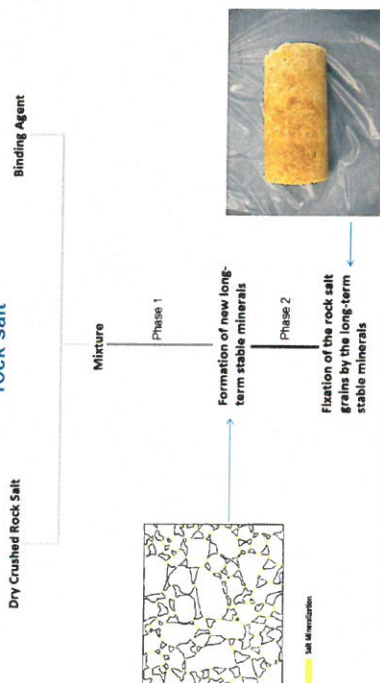 rock salt
Dry Crushed Rock Salt
Binding Agent
Mixture
Phase 1
Formation of new long-
term stable minerals
Phase 2
Fixation of the rock salt
grains by the long-term
stable minerals
Salt Mineralization